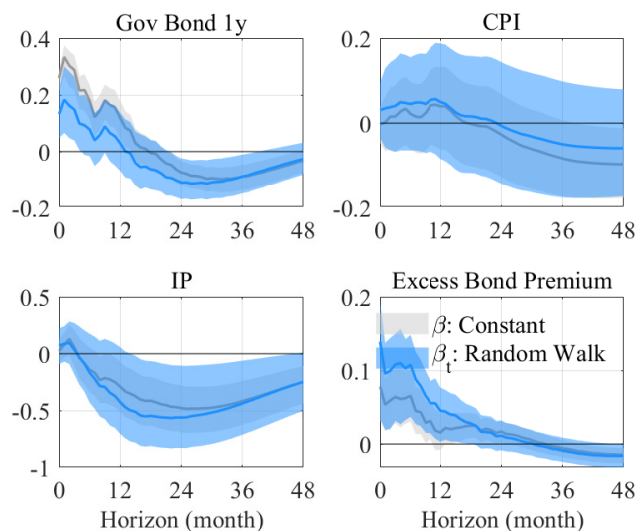 Gov Bond 1y
CPI
0.4
0.2
0
-0.2
0 12 24 36 48
0.2
0
-0.2
0 12 24 36 48
IP
Excess Bond Premium
0.5
0
-0.5
-1
0 12 24 36 48
Horizon (month)
0.2
0.1
0
0 12 24 36 48
Horizon (month)
β: Constant
βt: Random Walk